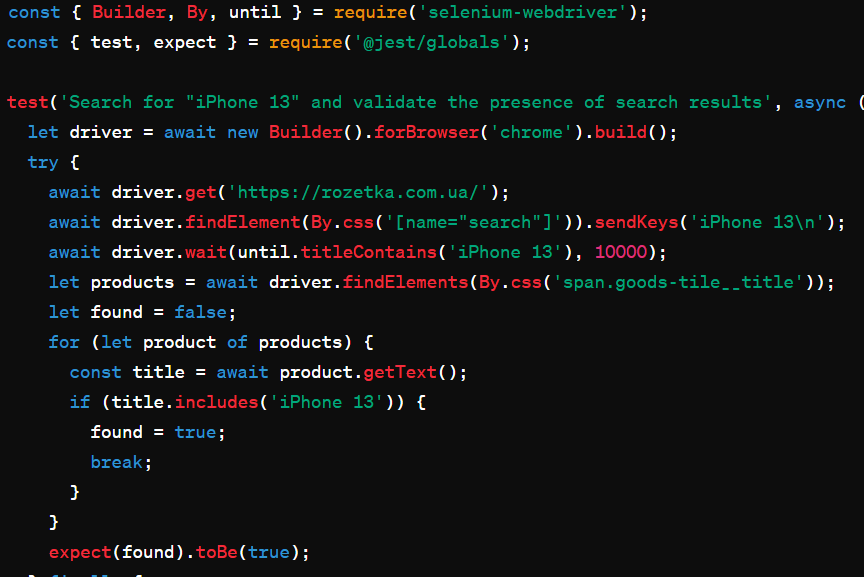 const { Builder, By, until } = require('selenium-webdriver');
const { test, expect } = require('@jest/globals');
test('Search for "iPhone 13" and validate the presence of search results', async (
let driver = await new Builder().forBrowser('chrome').build();
try {
await driver.get('https://rozetka.com.ua/');
await driver.findElement(By.css('[name="search"]')).sendKeys('iPhone 13\n');
await driver.wait(until.titleContains('iPhone 13'), 10000);
let products = await driver.findElements(By.css('span.goods-tile__title'));
let found = false;
for (let product of products) {
const title = await product.getText();
if (title.includes('iPhone 13')) {
found = true;
break;
}
}
expect(found).toBe(true);